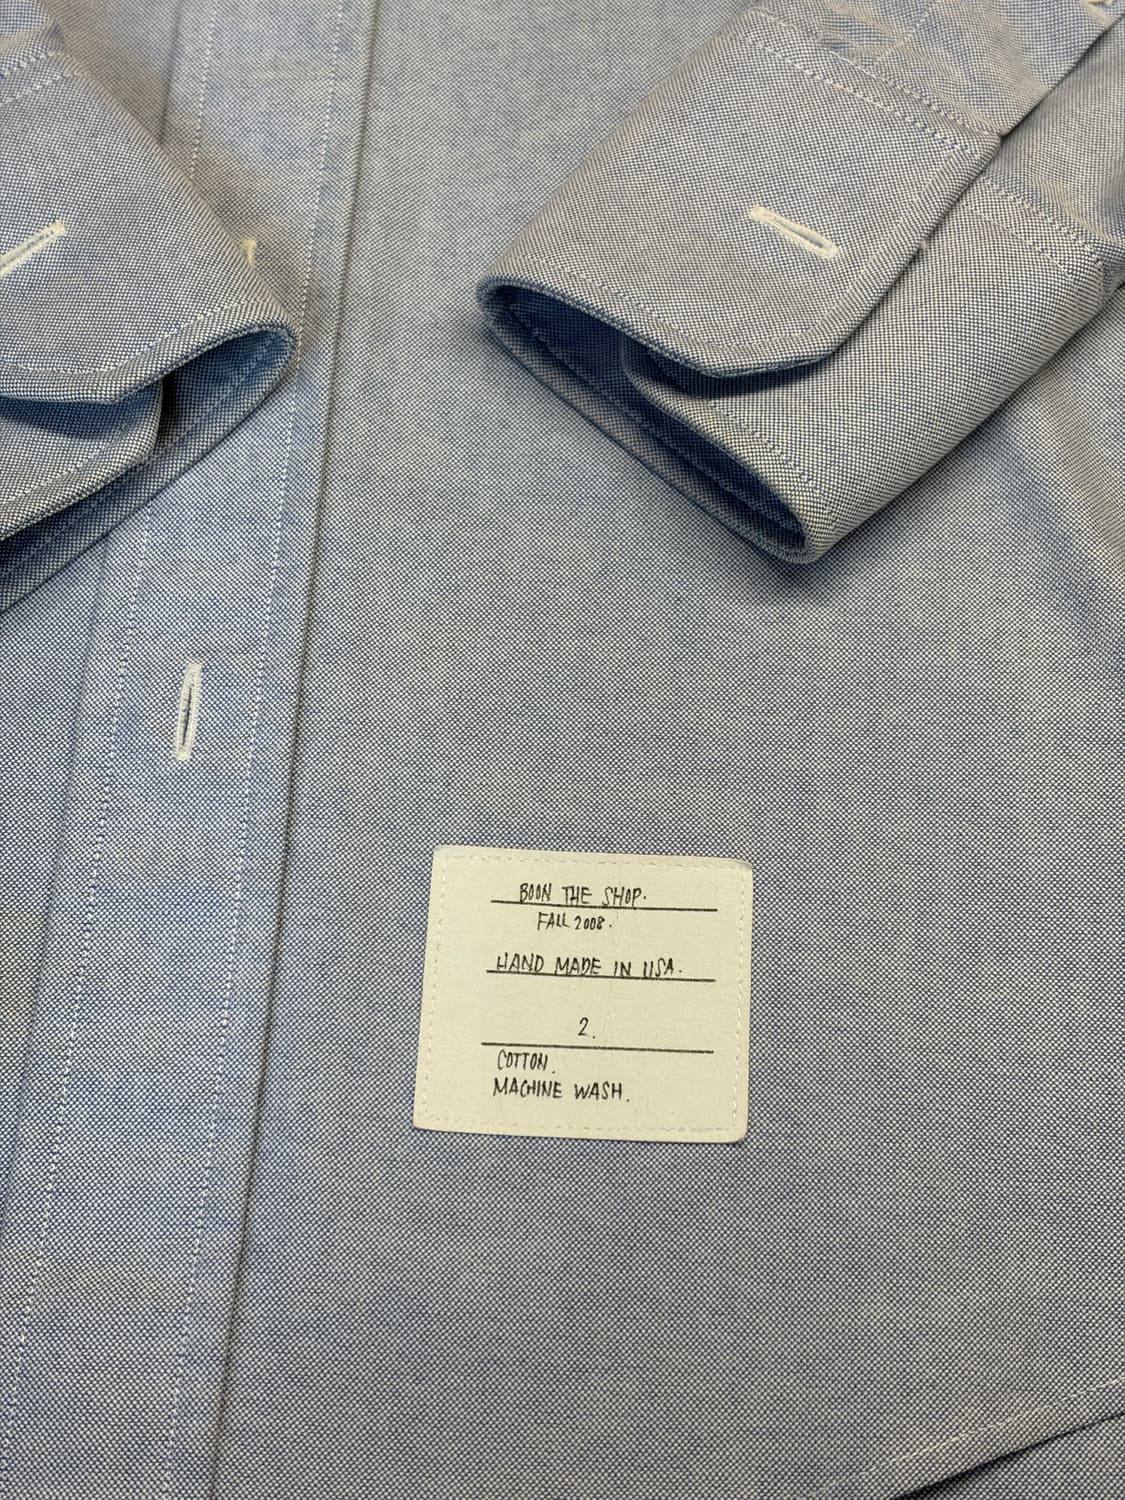 BOON THE SHOP.
FALL 2008.
HAND MADE IN USA.
2.
COTTON.
MACHINE WASH.